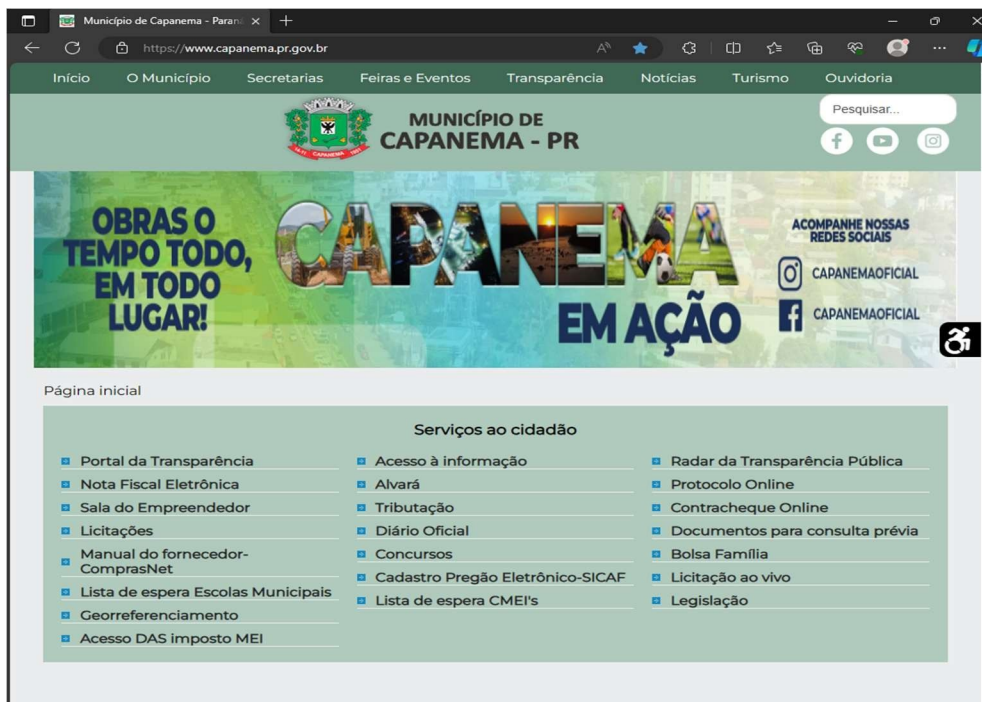 Município de Capanema - Paraná
https://www.capanema.pr.gov.br
Início O Município Secretarias Feiras e Eventos Transparência Notícias Turismo Ouvidoria
MUNICÍPIO DE
CAPANEMA - PR
Pesquisar...
CAPANEMA
OBRAS O
TEMPO TODO,
EM TODO
LUGAR!
CAPANEMA
EM AÇÃO
ACOMPANHE NOSSAS
REDES SOCIAIS
CAPANEMAOFICIAL
CAPANEMAOFICIAL
Página inicial
Serviços ao cidadão
Portal da Transparência
Nota Fiscal Eletrônica
Sala do Empreendedor
Licitações
Manual do fornecedor-
ComprasNet
Lista de espera Escolas Municipais
Georreferenciamento
Acesso DAS imposto MEI
Acesso à informação
Alvará
Tributação
Diário Oficial
Concursos
Cadastro Pregão Eletrônico-SICAF
Lista de espera CMEI's
Radar da Transparência Pública
Protocolo Online
Contracheque Online
Documentos para consulta prévia
Bolsa Família
Licitação ao vivo
Legislação